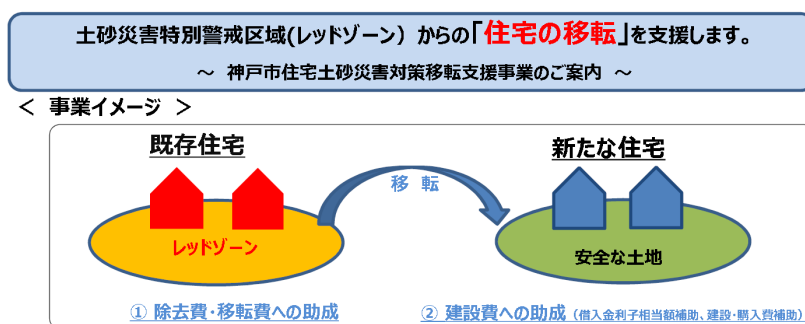 土砂災害特別警戒区域(レッドゾーン）からの「住宅の移転」を支援します。
～ 神戸市住宅土砂災害対策移転支援事業のご案内 ～
＜ 事業イメージ ＞
既存住宅
新たな住宅
移 転
レッドゾーン
安全な土地
① 除去費・移転費への助成
② 建設費への助成（借入金利子相当額補助、建設・購入費補助）